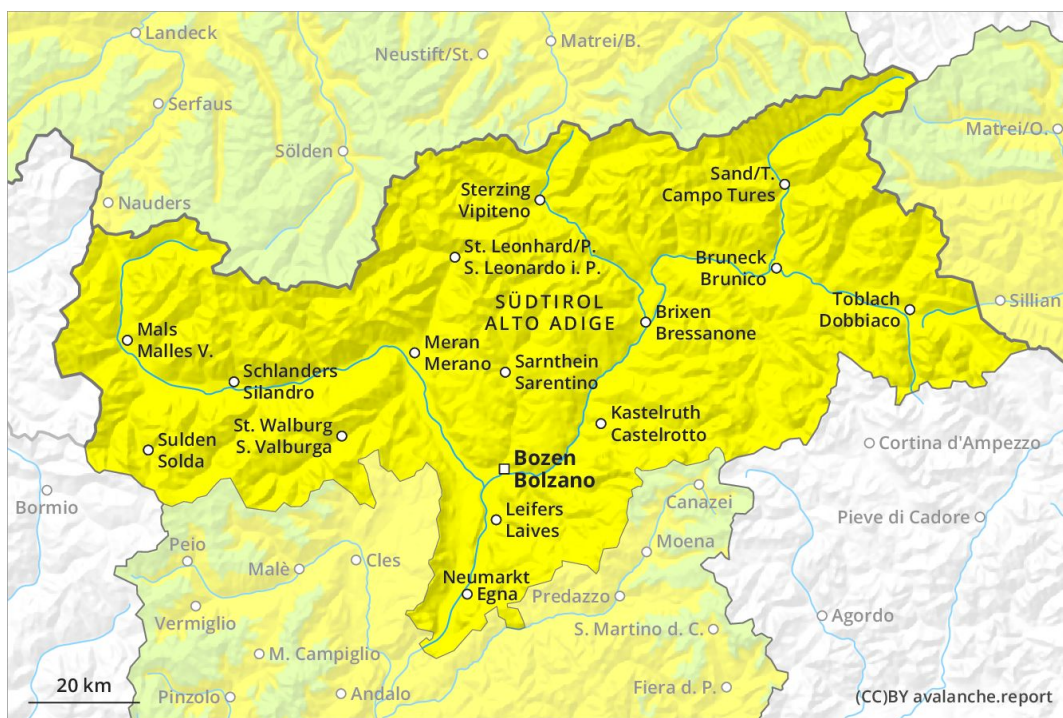 Landeck
Neustift/St.
Matrei/B.
Serfaus
Matrei/O.
Sölden
Sand/T.
Campo Tures
Sterzing
Vipiteno
Nauders
St. Leonhard/P.
S. Leonardo i. P.
Bruneck
Brunico
SÜDTIROL
ALTO ADIGE
Toblach
Dobbiaco
Sillian
Brixen
Bressanone
Mals
Malles V.
Meran
Merano
Sarnthein
Sarentino
Schlanders
Silandro
St. Walburg
S. Valburga
Kastelruth
Castelrotto
Sulden
Solda
Cortina d'Ampezzo
Bozen
Bolzano
Bormio
Canazei
Leifers
Laives
Pieve di Cadore
Peio
Cles
Moena
Malè
Neumarkt
Egna
Predazzo
Vermiglio
Agordo
S. Martino d. C.
M. Campiglio
20 km
Pinzolo
Andalo
Fiera d. P.
(CC)BY avalanche.report